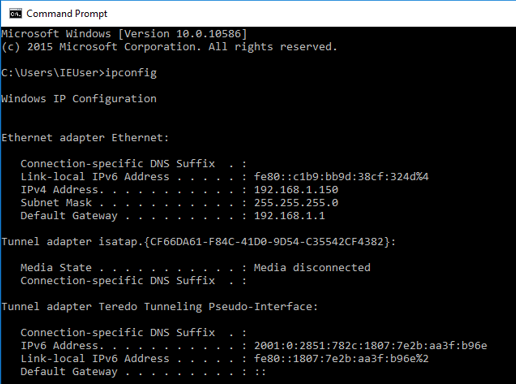 Command Prompt
Microsoft Windows [Version 10.0.10586]
(c) 2015 Microsoft Corporation. All rights reserved.
C:\Users\IEUser>ipconfig
Windows IP Configuration
Ethernet adapter Ethernet:
Connection-specific DNS Suffix  . :
Link-local IPv6 Address . . . . . : fe80::c1b9:bb9d:38cf:324d%4
IPv4 Address. . . . . . . . . . . : 192.168.1.150
Subnet Mask . . . . . . . . . . . : 255.255.255.0
Default Gateway . . . . . . . . . : 192.168.1.1
Tunnel adapter isatap.{CF66DA61-F84C-41D0-9D54-C35542CF4382}:
Media State . . . . . . . . . . . : Media disconnected
Connection-specific DNS Suffix  . :
Tunnel adapter Teredo Tunneling Pseudo-Interface:
Connection-specific DNS Suffix  . :
IPv6 Address. . . . . . . . . . . : 2001:0:2851:782c:1807:7e2b:aa3f:b96e
Link-local IPv6 Address . . . . . : fe80::1807:7e2b:aa3f:b96e%2
Default Gateway . . . . . . . . . : ::